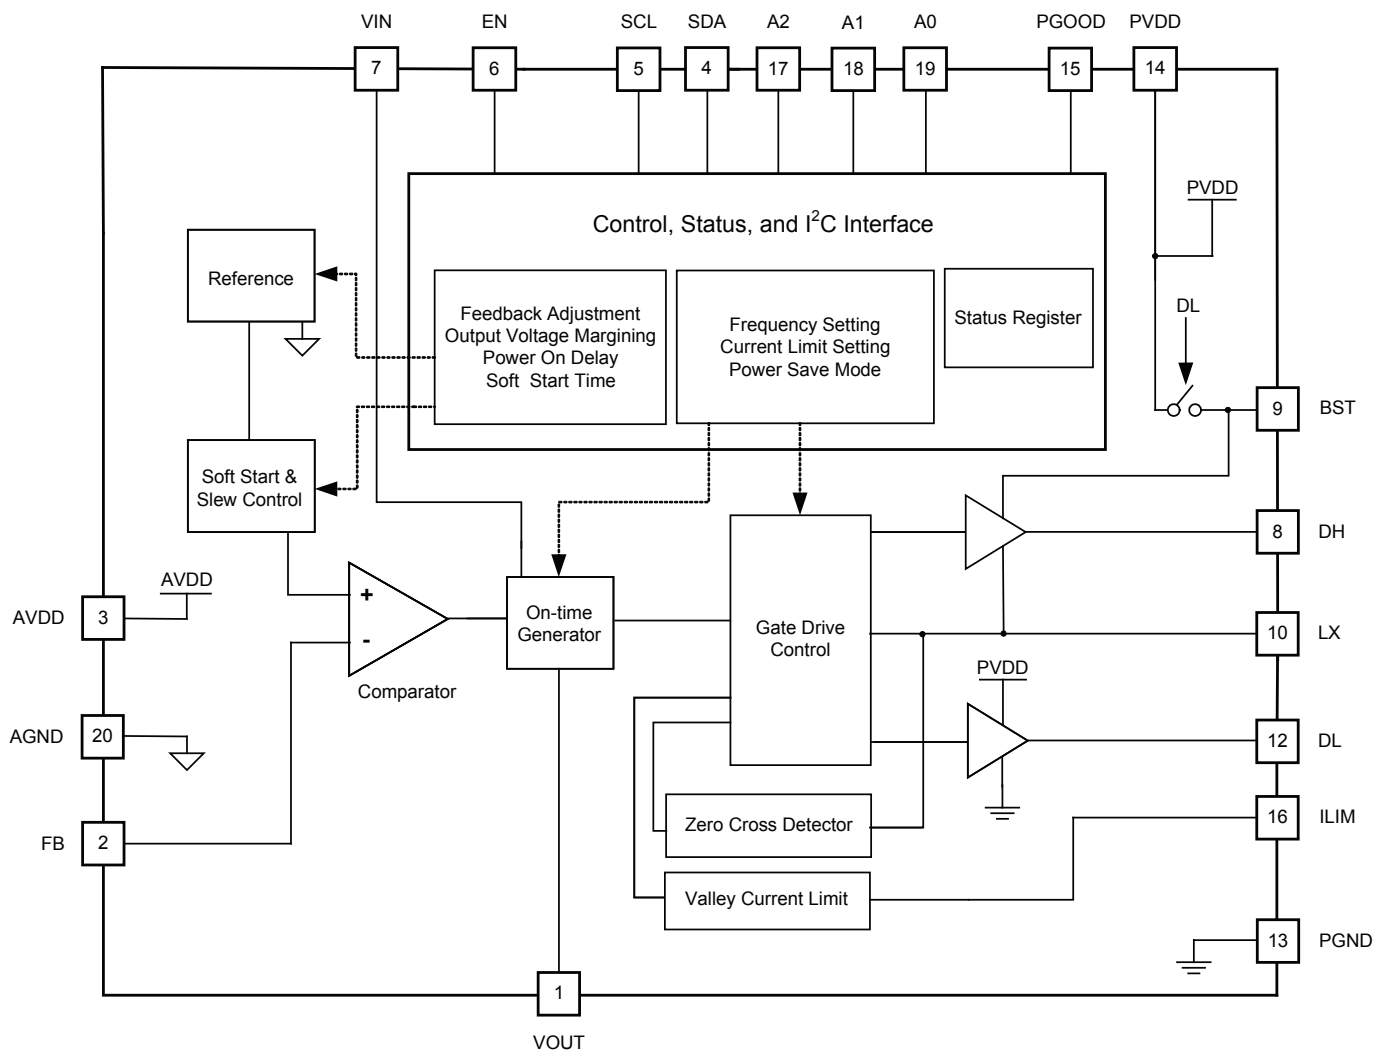 VIN EN SCL SDA A2 A1 A0 PGOOD PVDD
7 6 5 4 17 18 19 15 14
PVDD
Control, Status, and I²C Interface
Reference
Feedback Adjustment
Output Voltage Margining
Power On Delay
Soft Start Time
Frequency Setting
Current Limit Setting
Power Save Mode
Status Register
DL
9 BST
Soft Start &
Slew Control
8 DH
AVDD
AVDD 3
+
-
Comparator
On-time
Generator
Gate Drive
Control
10 LX
PVDD
AGND 20
12 DL
16 ILIM
Zero Cross Detector
FB 2
Valley Current Limit
13 PGND
1
VOUT